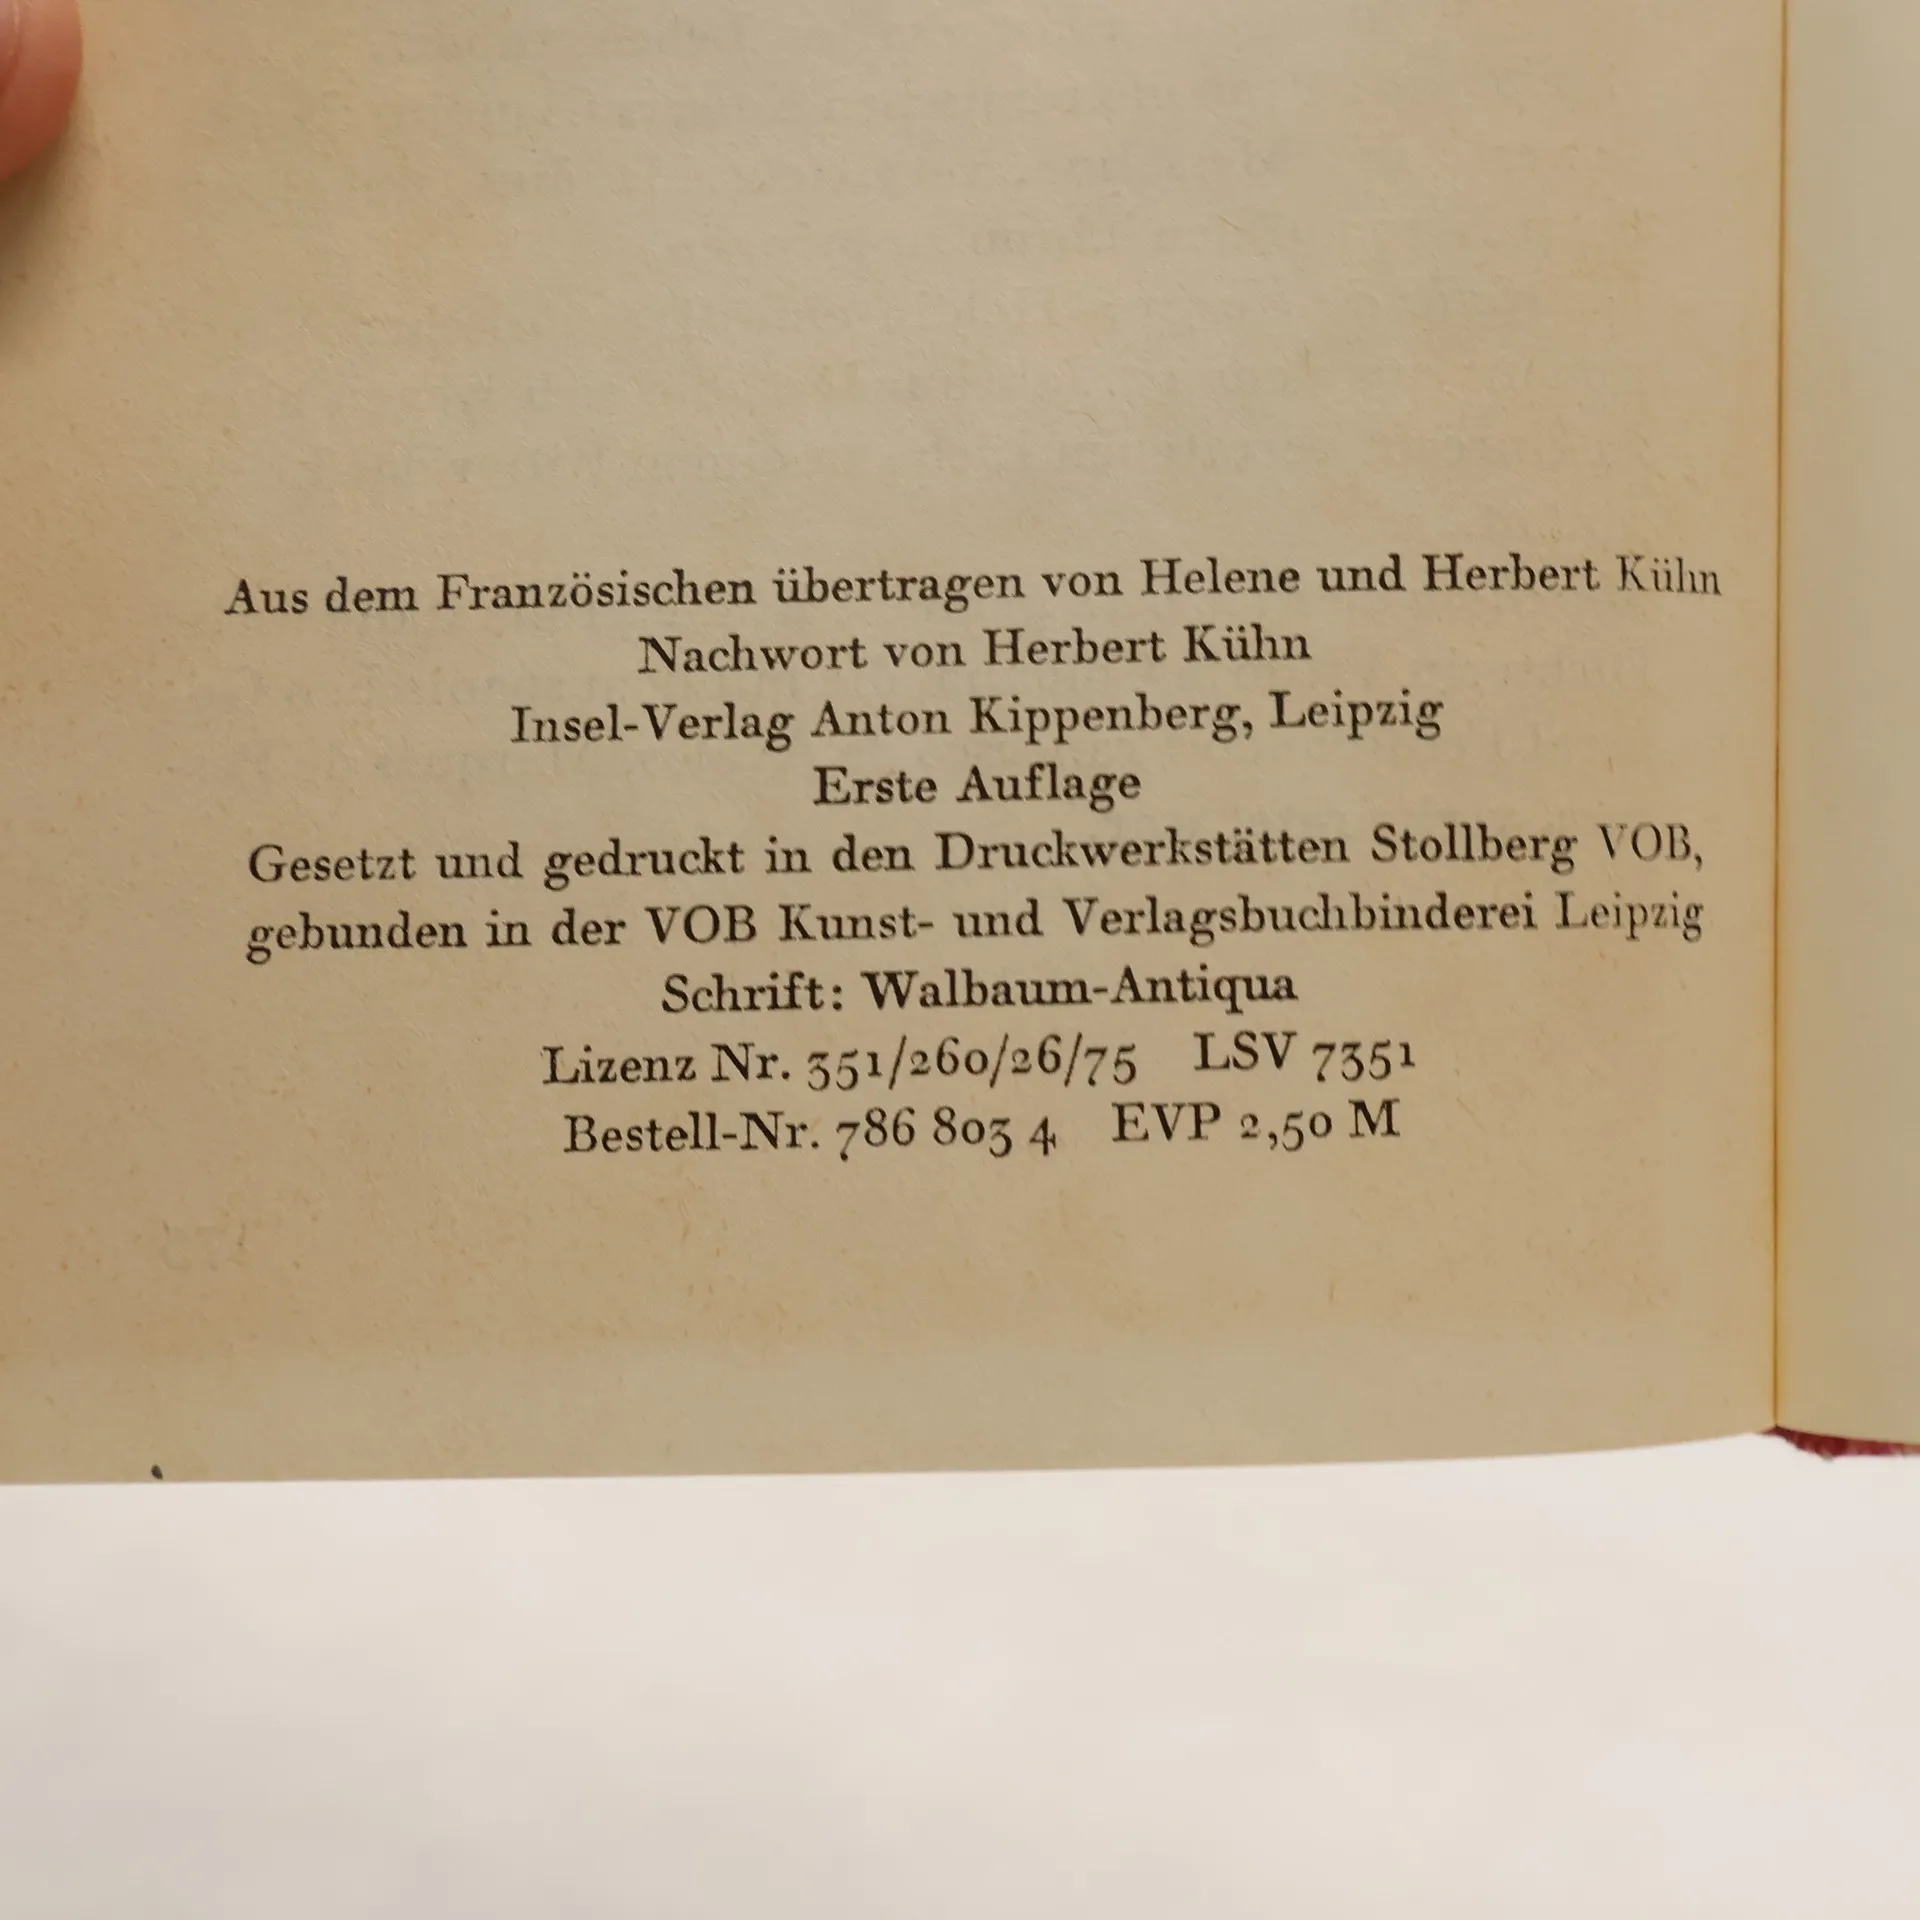 Aus dem Französischen übertragen von Helene und Herbert Kühn
Nachwort von Herbert Kühn
Insel-Verlag Anton Kippenberg, Leipzig
Erste Auflage
Gesetzt und gedruckt in den Druckwerkstätten Stollberg VOB,
gebunden in der VOB Kunst- und Verlagsbuchbinderei Leipzig
Schrift: Walbaum-Antiqua
Lizenz Nr. 351/260/26/75 LSV 7351
Bestell-Nr. 786 803 4 EVP 2,50 M